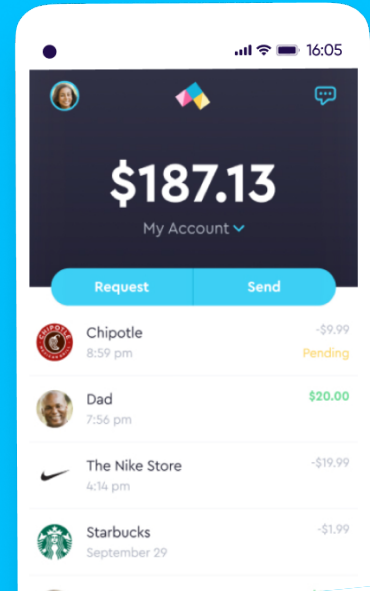 16:05
$187.13
My Account
Request Send
CHIPOTLE
Chipotle -$9.99
8:59 pm Pending
Dad $20.00
7:56 pm
The Nike Store -$19.99
4:14 pm
Starbucks -$1.99
September 29